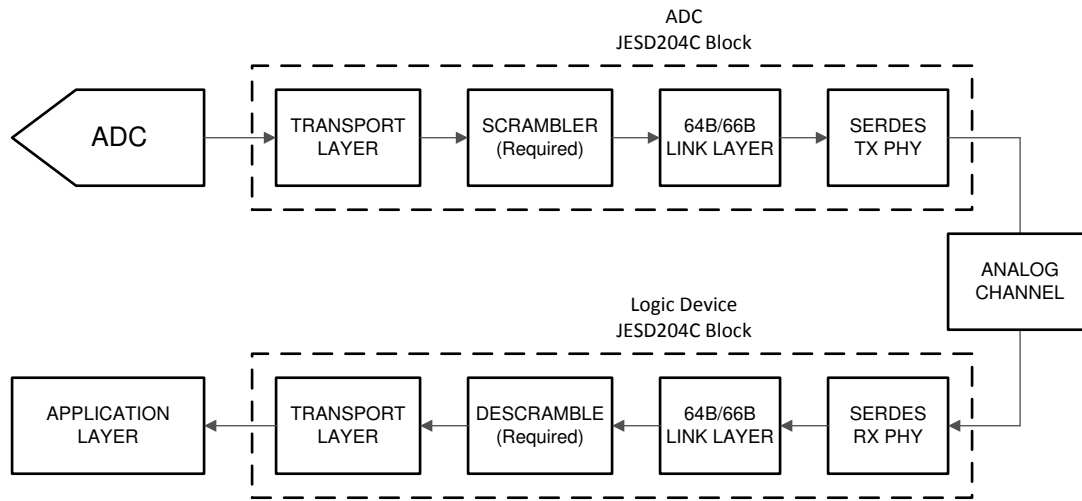 ADC
JESD204C Block
ADC
TRANSPORT
LAYER
SCRAMBLER
(Required)
64B/66B
LINK LAYER
SERDES
TX PHY
ANALOG
CHANNEL
Logic Device
JESD204C Block
APPLICATION
LAYER
TRANSPORT
LAYER
DESCRAMBLE
(Required)
64B/66B
LINK LAYER
SERDES
RX PHY